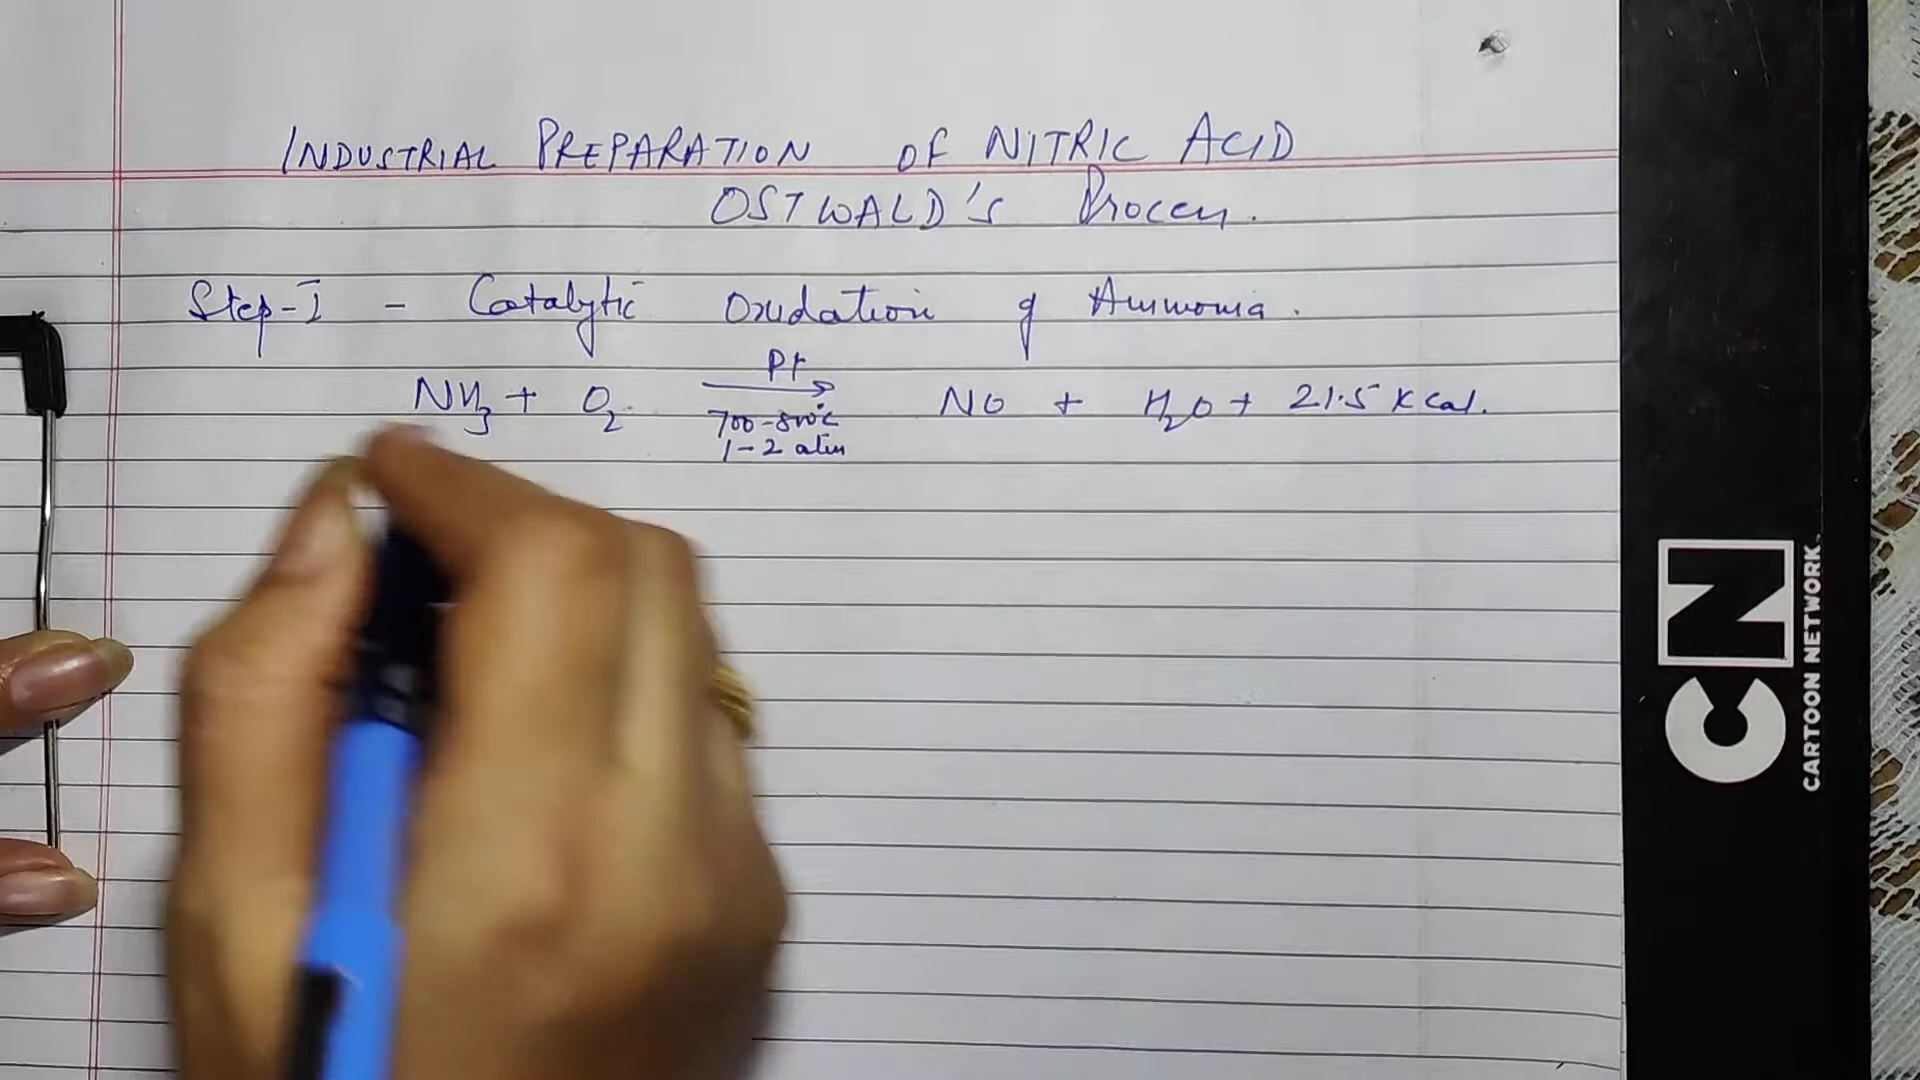 INDUSTRIAL PREPARATION OF NITRIC ACID
OSTWALD'S Process.
Step-I - Catalytic Oxidation of Ammonia.
Pt
NH₃ + O₂ → NO + H₂O + 21.5 K Cal.
700-800°C
1-2 atm
CN
CARTOON NETWORK